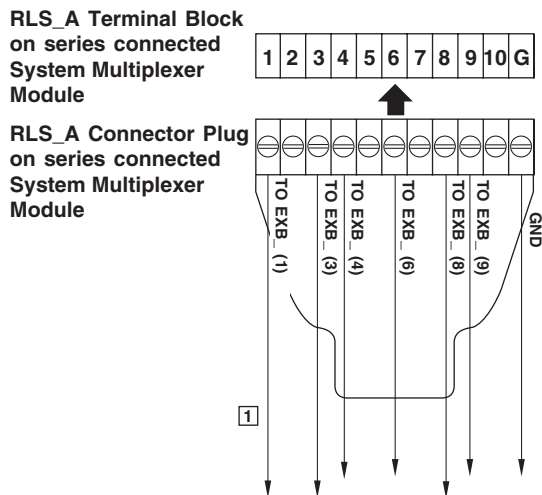 RLS_A Terminal Block
on series connected
System Multiplexer
Module
1 2 3 4 5 6 7 8 9 10 G
RLS_A Connector Plug
on series connected
System Multiplexer
Module
TO EXB_ (1)
TO EXB_ (3)
TO EXB_ (4)
TO EXB_ (6)
TO EXB_ (8)
TO EXB_ (9)
GND
1